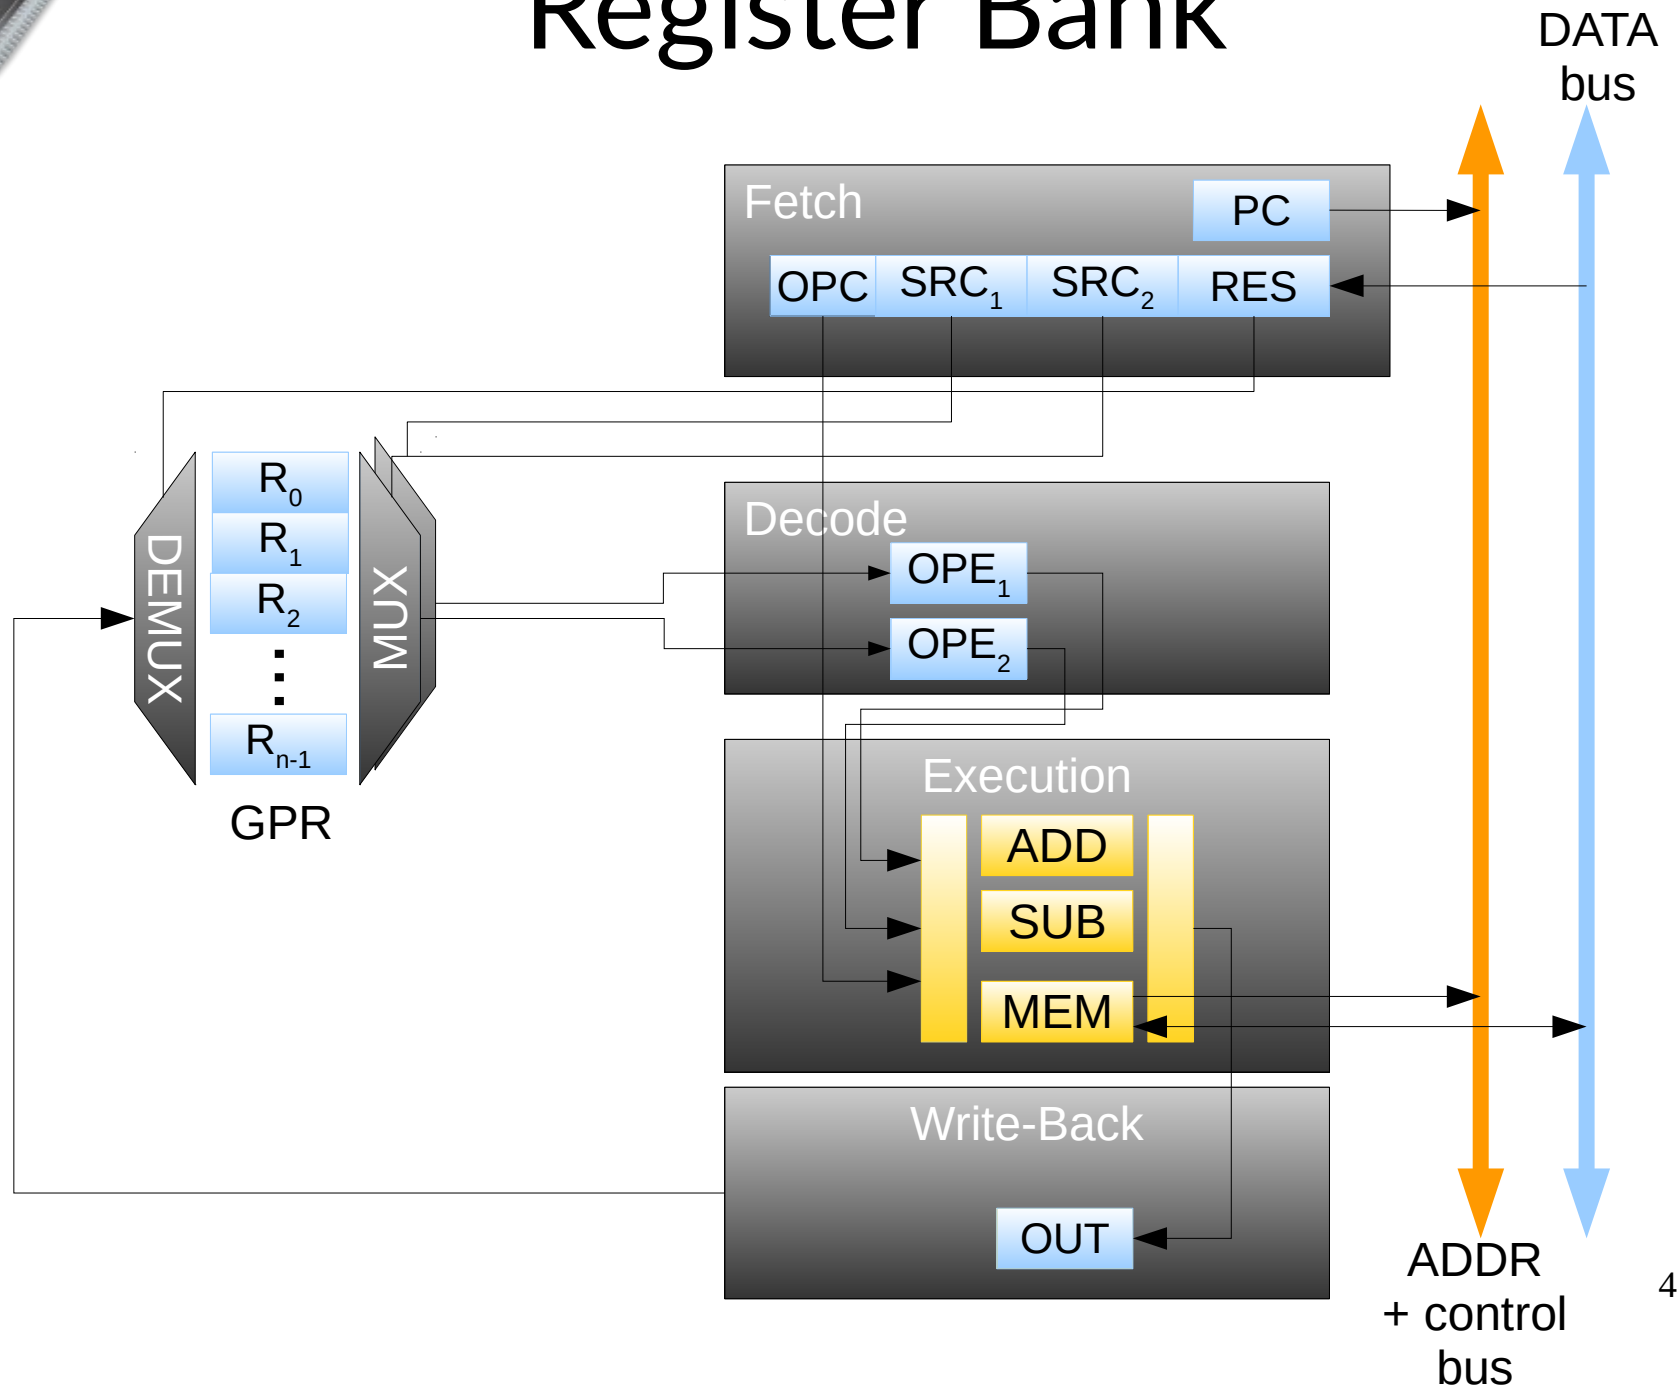 Register Bank
DATA
bus
Fetch
PC
OPC
SRC1
SRC2
RES
DEMUX
R0
R1
R2
⋮
Rn-1
MUX
GPR
Decode
OPE1
OPE2
Execution
ADD
SUB
MEM
Write-Back
OUT
ADDR
+ control
bus
4